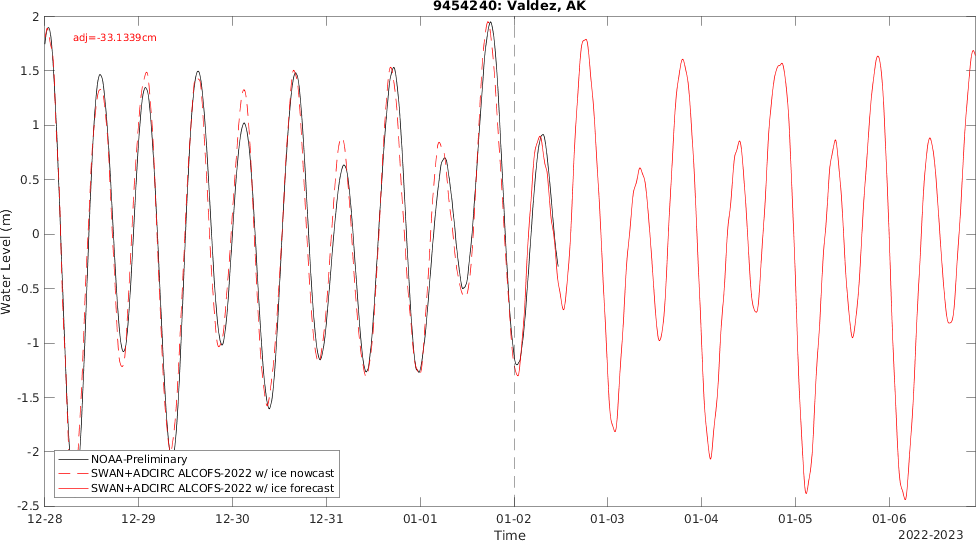 9454240: Valdez, AK
adj=-33.1339cm
Water Level (m)
2
1.5
1
0.5
0
-0.5
-1
-1.5
-2
-2.5
NOAA-Preliminary
SWAN+ADCIRC ALCOFS-2022 w/ ice nowcast
SWAN+ADCIRC ALCOFS-2022 w/ ice forecast
12-28 12-29 12-30 12-31 01-01 01-02 01-03 01-04 01-05 01-06
Time
2022-2023